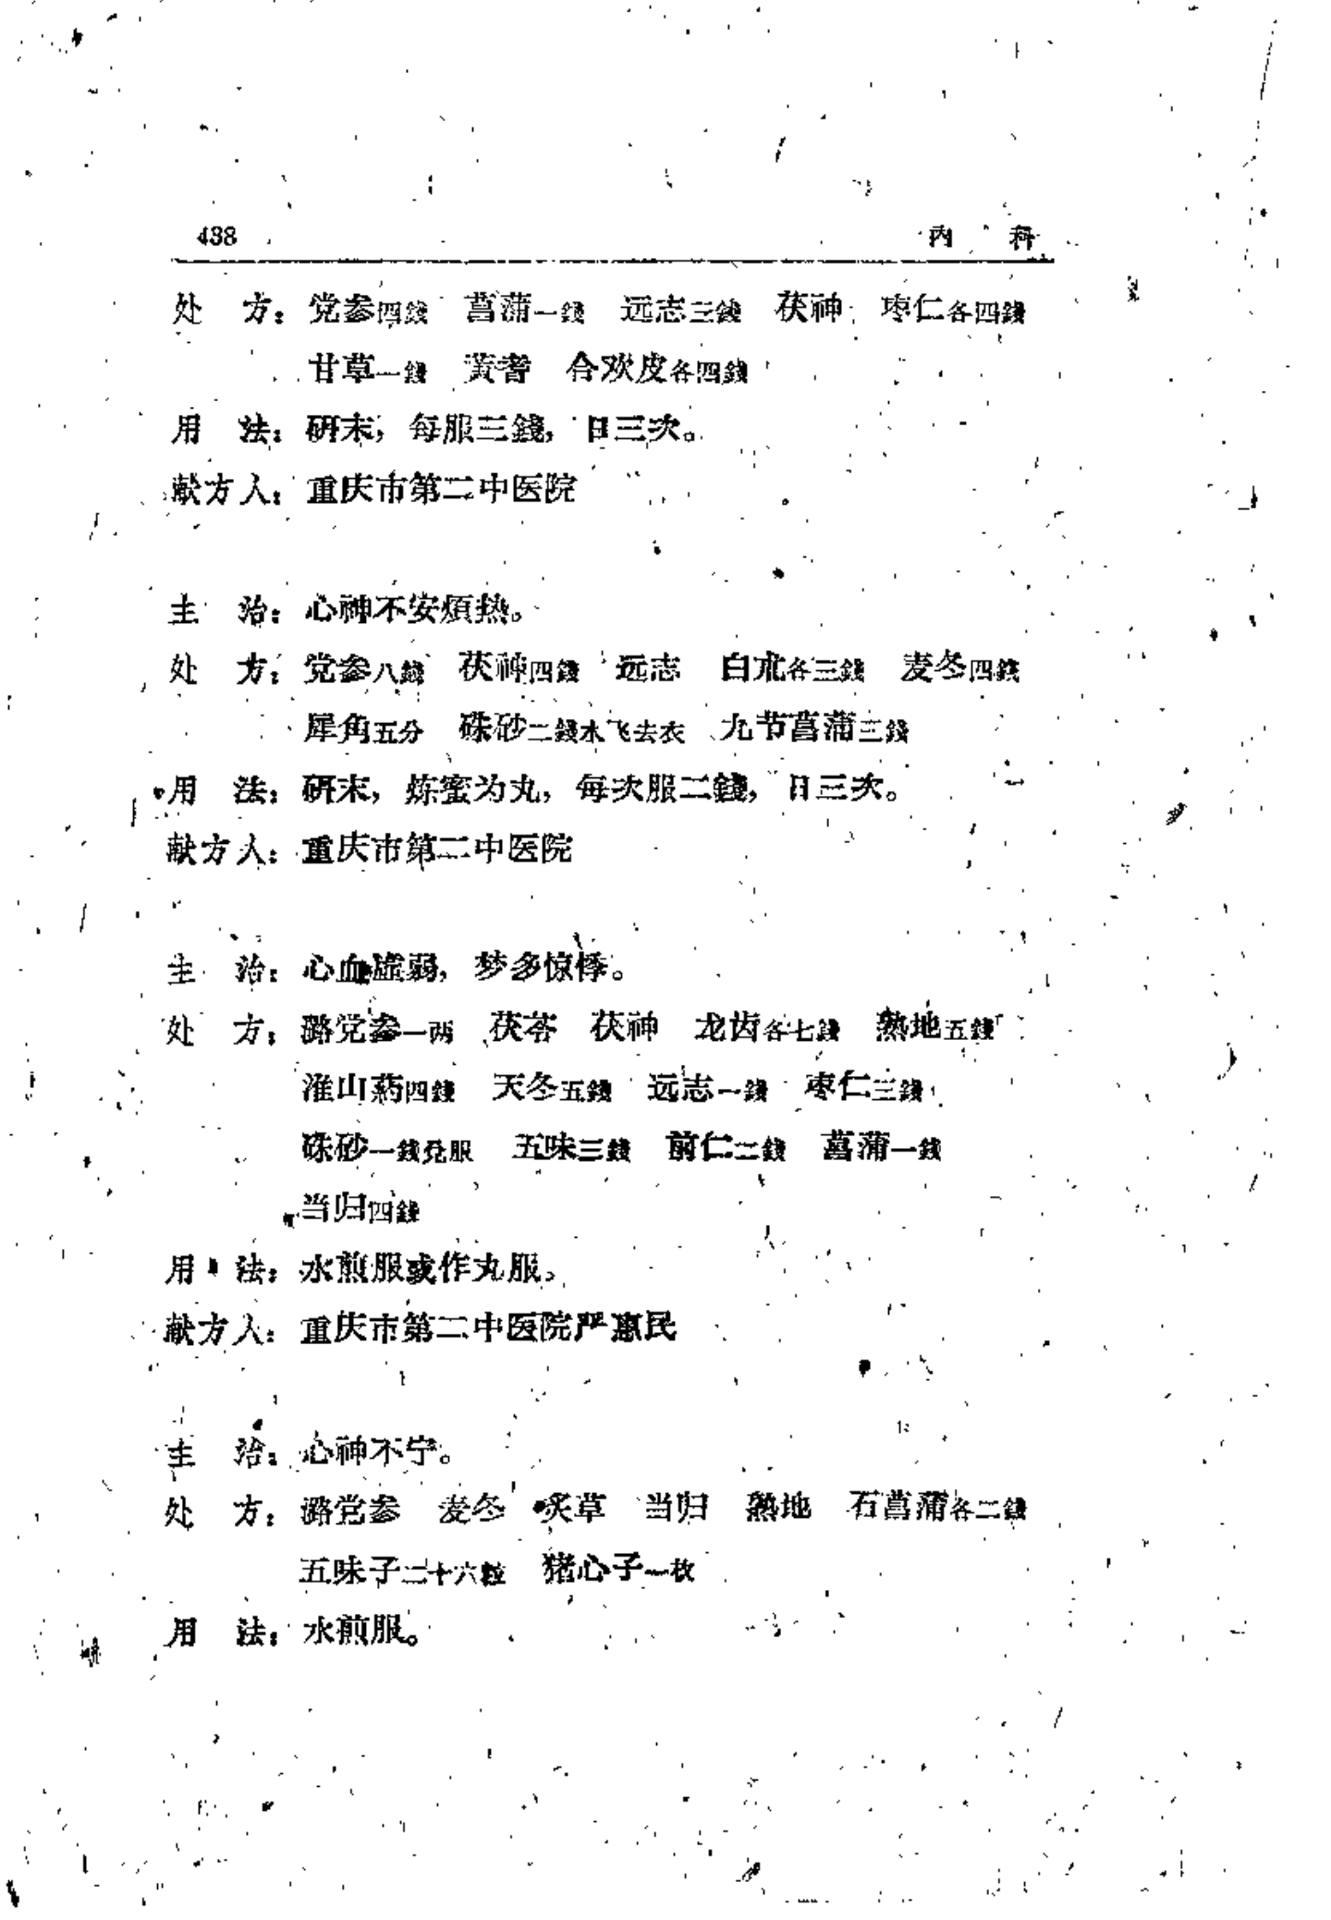 438 内 科
处 方：党参四錢 菖蒲一錢 远志三錢 茯神 枣仁各四錢
甘草一錢 黄耆 合欢皮各四錢
用 法：研末，每服三錢，日三次。
献方人：重庆市第二中医院
主 治：心神不安煩热。
处 方：党参八錢 茯神四錢 远志 白朮各三錢 麦冬四錢
犀角五分 硃砂二錢水飞去衣 九节菖蒲三錢
用 法：研末，炼蜜为丸，每次服二錢，日三次。
献方人：重庆市第二中医院
主 治：心血虚弱，梦多惊悸。
处 方：潞党参一两 茯苓 茯神 龙齿各七錢 熟地五錢
淮山药四錢 天冬五錢 远志一錢 枣仁三錢
硃砂一錢兑服 五味三錢 前仁二錢 菖蒲一錢
当归四錢
用 法：水煎服或作丸服。
献方人：重庆市第二中医院严惠民
主 治：心神不宁。
处 方：潞党参 麦冬 炙草 当归 熟地 石菖蒲各二錢
五味子二十六粒 猪心子一枚
用 法：水煎服。